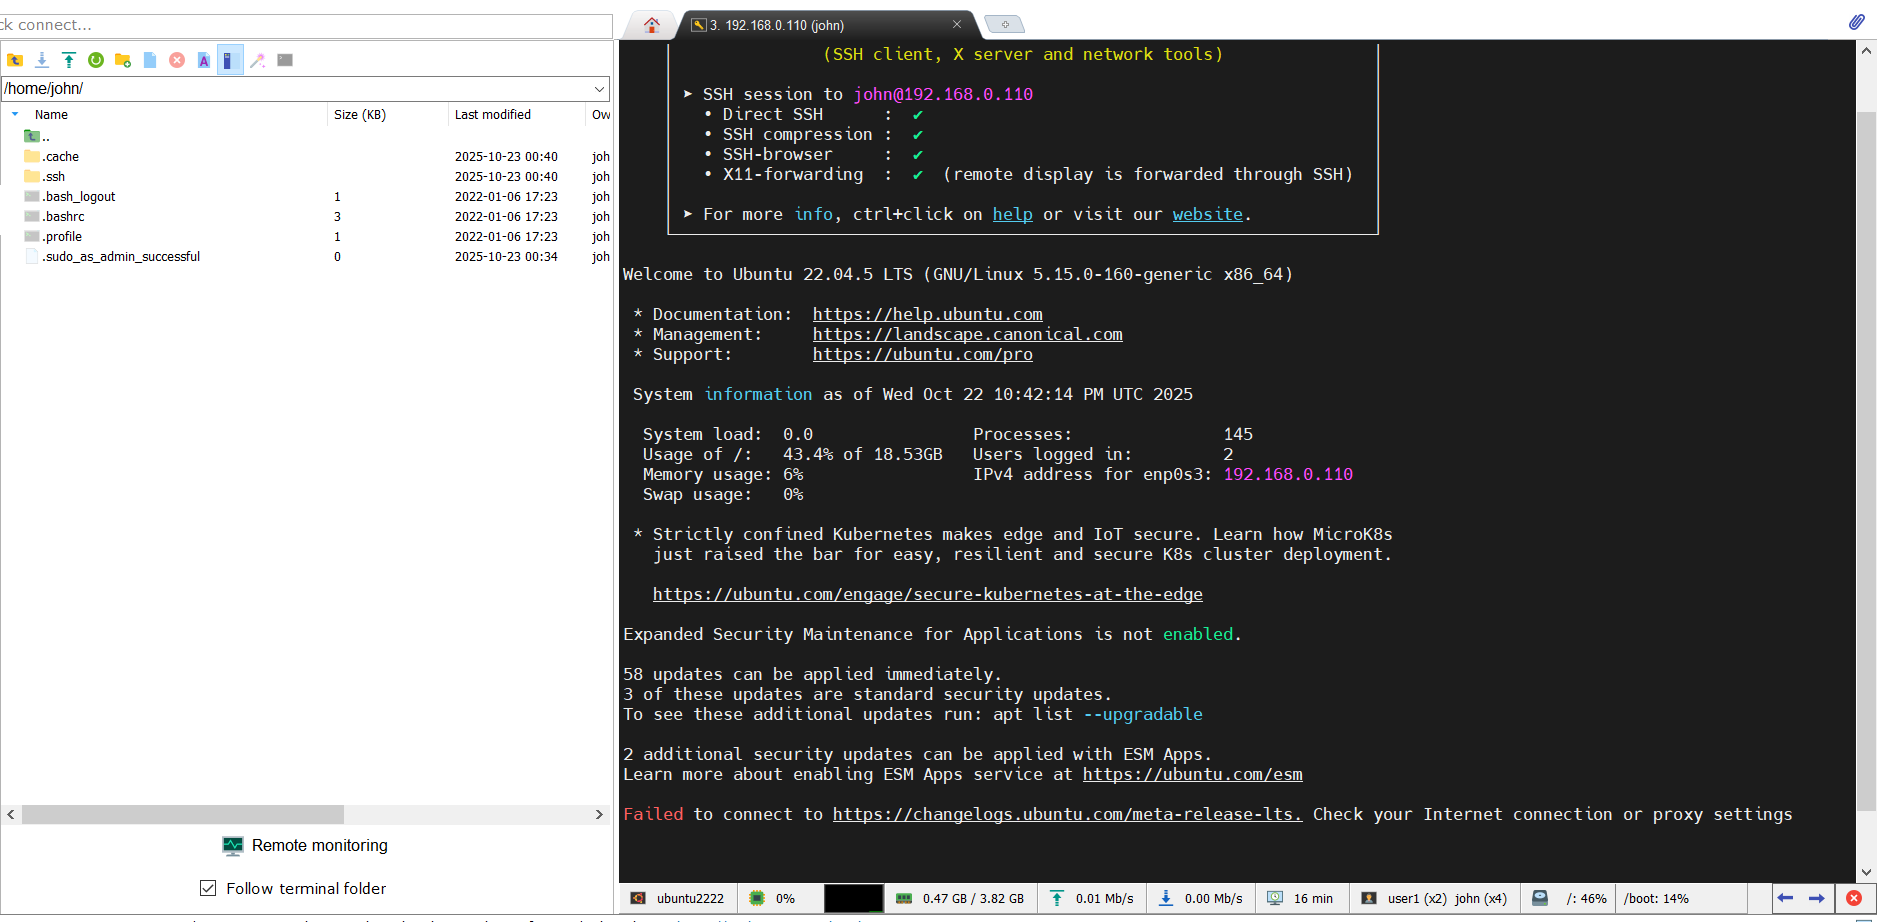 ck connect...
3. 192.168.0.110 (john)
/home/john/
Name Size (KB) Last modified Ow
..
.cache 2025-10-23 00:40 joh
.ssh 2025-10-23 00:40 joh
.bash_logout 1 2022-01-06 17:23 joh
.bashrc 3 2022-01-06 17:23 joh
.profile 1 2022-01-06 17:23 joh
.sudo_as_admin_successful 0 2025-10-23 00:34 joh
Remote monitoring
Follow terminal folder
(SSH client, X server and network tools)
➤ SSH session to john@192.168.0.110
• Direct SSH : ✔
• SSH compression : ✔
• SSH-browser : ✔
• X11-forwarding : ✔ (remote display is forwarded through SSH)
➤ For more info, ctrl+click on help or visit our website.
Welcome to Ubuntu 22.04.5 LTS (GNU/Linux 5.15.0-160-generic x86_64)
* Documentation: https://help.ubuntu.com
* Management: https://landscape.canonical.com
* Support: https://ubuntu.com/pro
System information as of Wed Oct 22 10:42:14 PM UTC 2025
System load: 0.0 Processes: 145
Usage of /: 43.4% of 18.53GB Users logged in: 2
Memory usage: 6% IPv4 address for enp0s3: 192.168.0.110
Swap usage: 0%
* Strictly confined Kubernetes makes edge and IoT secure. Learn how MicroK8s
just raised the bar for easy, resilient and secure K8s cluster deployment.
https://ubuntu.com/engage/secure-kubernetes-at-the-edge
Expanded Security Maintenance for Applications is not enabled.
58 updates can be applied immediately.
3 of these updates are standard security updates.
To see these additional updates run: apt list --upgradable
2 additional security updates can be applied with ESM Apps.
Learn more about enabling ESM Apps service at https://ubuntu.com/esm
Failed to connect to https://changelogs.ubuntu.com/meta-release-lts. Check your Internet connection or proxy settings
ubuntu2222 0% 0.47 GB / 3.82 GB 0.01 Mb/s 0.00 Mb/s 16 min user1 (x2) john (x4) /: 46% /boot: 14%